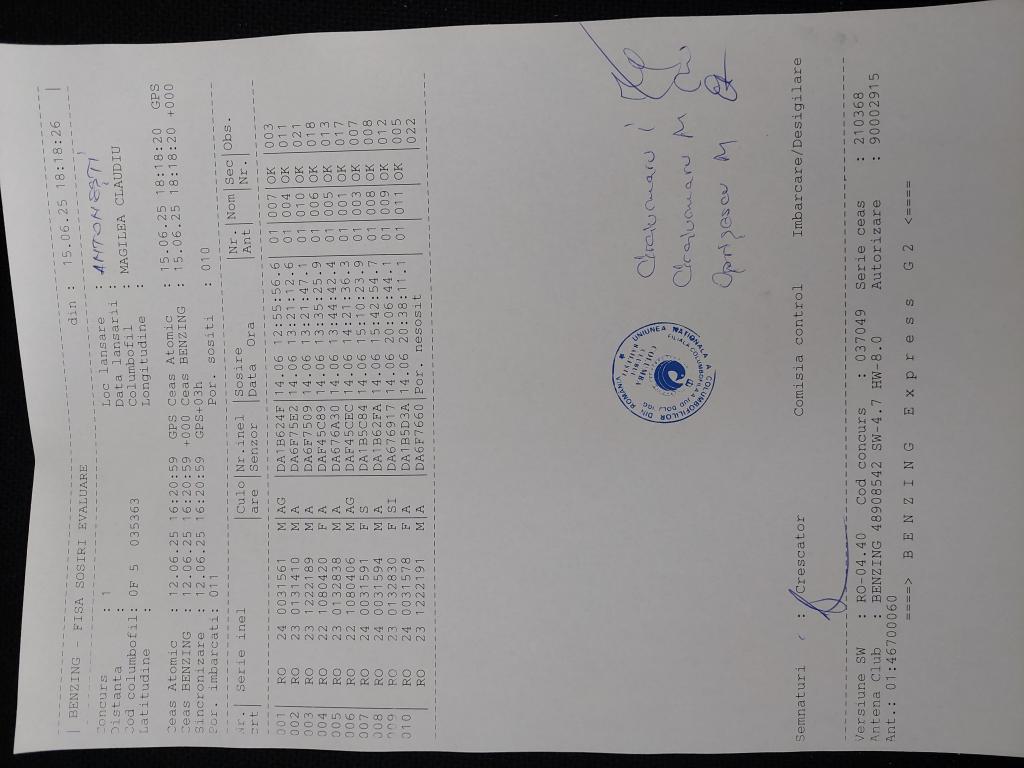 | BENZING - FISA SOSIRI EVALUARE din : 15.06.25 18:18:26 |
Concurs : 1 Loc lansare : ANTONEȘTI
Distanta : Data lansarii :
Cod columbofil: 0F 5 035363 Columbofil : MAGILEA CLAUDIU
Latitudine : Longitudine :
Ceas Atomic : 12.06.25 16:20:59 GPS Ceas Atomic : 15.06.25 18:18:20 GPS
Ceas BENZING : 12.06.25 16:20:59 +000 Ceas BENZING : 15.06.25 18:18:20 +000
Sincronizare : 12.06.25 16:20:59 GPS+03h
Por. imbarcati: 011 Por. sositi : 010
Nr.| Serie inel |Culo|Nr.inel |Sosire |Nr.|Nom|Sec|Obs.
crt| |are |Senzor |Data Ora |Ant| |Nr.|
001 | RO 24 0031561 M MAG |DA1B624F|14.06 12:55:56.6 |01 |007|OK |003
002 | RO 23 0131410 M A |DA6F75E2|14.06 13:21:12.6 |01 |004|OK |011
003 | RO 23 1222189 M A |DA6F7509|14.06 13:21:47.1 |01 |010|OK |021
004 | RO 22 1080420 F A |DAF45C89|14.06 13:35:25.9 |01 |006|OK |018
005 | RO 22 0132838 M A |DA676A30|14.06 13:44:42.4 |01 |005|OK |013
006 | RO 22 1080406 M MAG |DAF45CEC|14.06 14:21:36.3 |01 |001|OK |017
007 | RO 24 0031591 F S |DA1B5C84|14.06 15:10:23.9 |01 |003|OK |007
008 | RO 24 0031594 M A |DA1B62FA|14.06 15:42:54.7 |01 |008|OK |008
009 | RO 23 0132830 F SI |DA676917|14.06 20:06:44.1 |01 |009|OK |012
010 | RO 24 0031578 F A |DA1B5D3A|14.06 20:38:11.1 |01 |011|OK |005
RO 23 1222191 M A |DA6F7660|Por. nesosit |022
UNIUNEA NATIONALA A COLUMBOFILILOR DIN ROMANIA
COLUMBA
Semnaturi : Crescator Comisia control Imbarcare/Desigilare
Versiune SW : RO-04.40 Cod concurs : 037049 Serie ceas : 210368
Antena Club : BENZING 48908542 SW-4.7 HW-8.0 Autorizare : 90002915
Ant.: 01:46700060
====> B E N Z I N G E x p r e s s G 2 <====